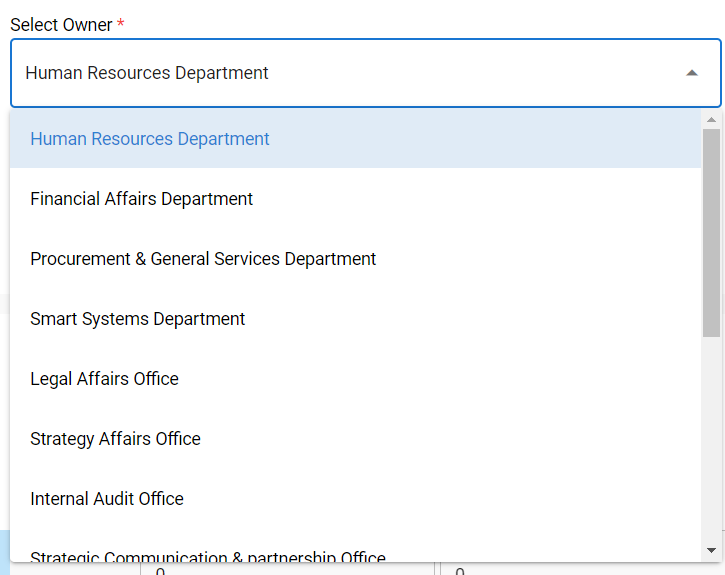 Select Owner *
Human Resources Department
Human Resources Department
Financial Affairs Department
Procurement & General Services Department
Smart Systems Department
Legal Affairs Office
Strategy Affairs Office
Internal Audit Office
Strategic Communication & partnership Office
0 0